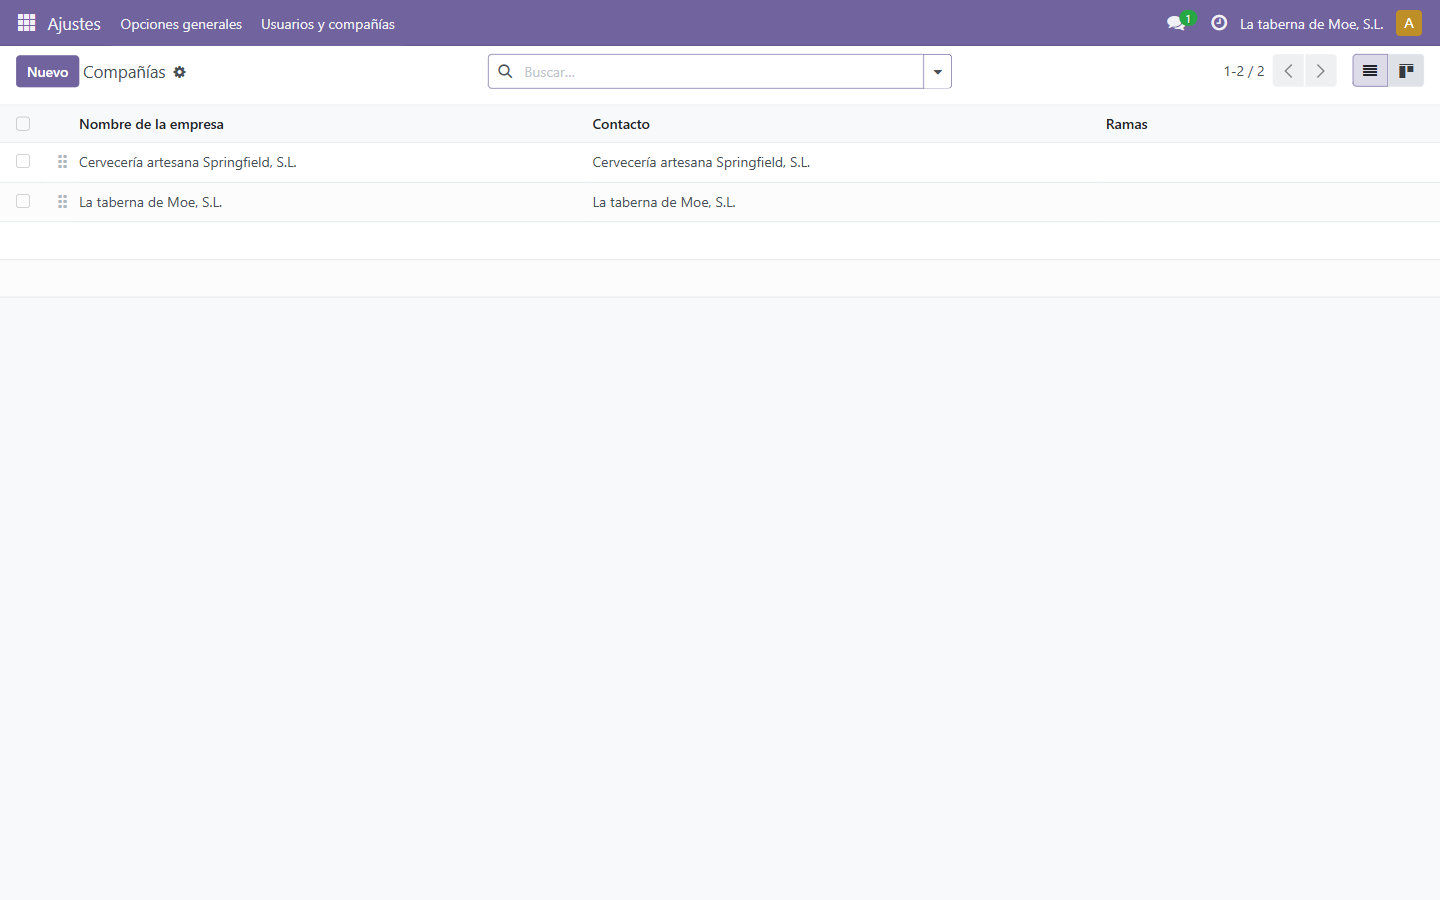 Ajustes Opciones generales Usuarios y compañías 1 La taberna de Moe, S.L. A
Nuevo Compañías Buscar... 1-2 / 2
Nombre de la empresa Contacto Ramas
Cervecería artesana Springfield, S.L. Cervecería artesana Springfield, S.L.
La taberna de Moe, S.L. La taberna de Moe, S.L.